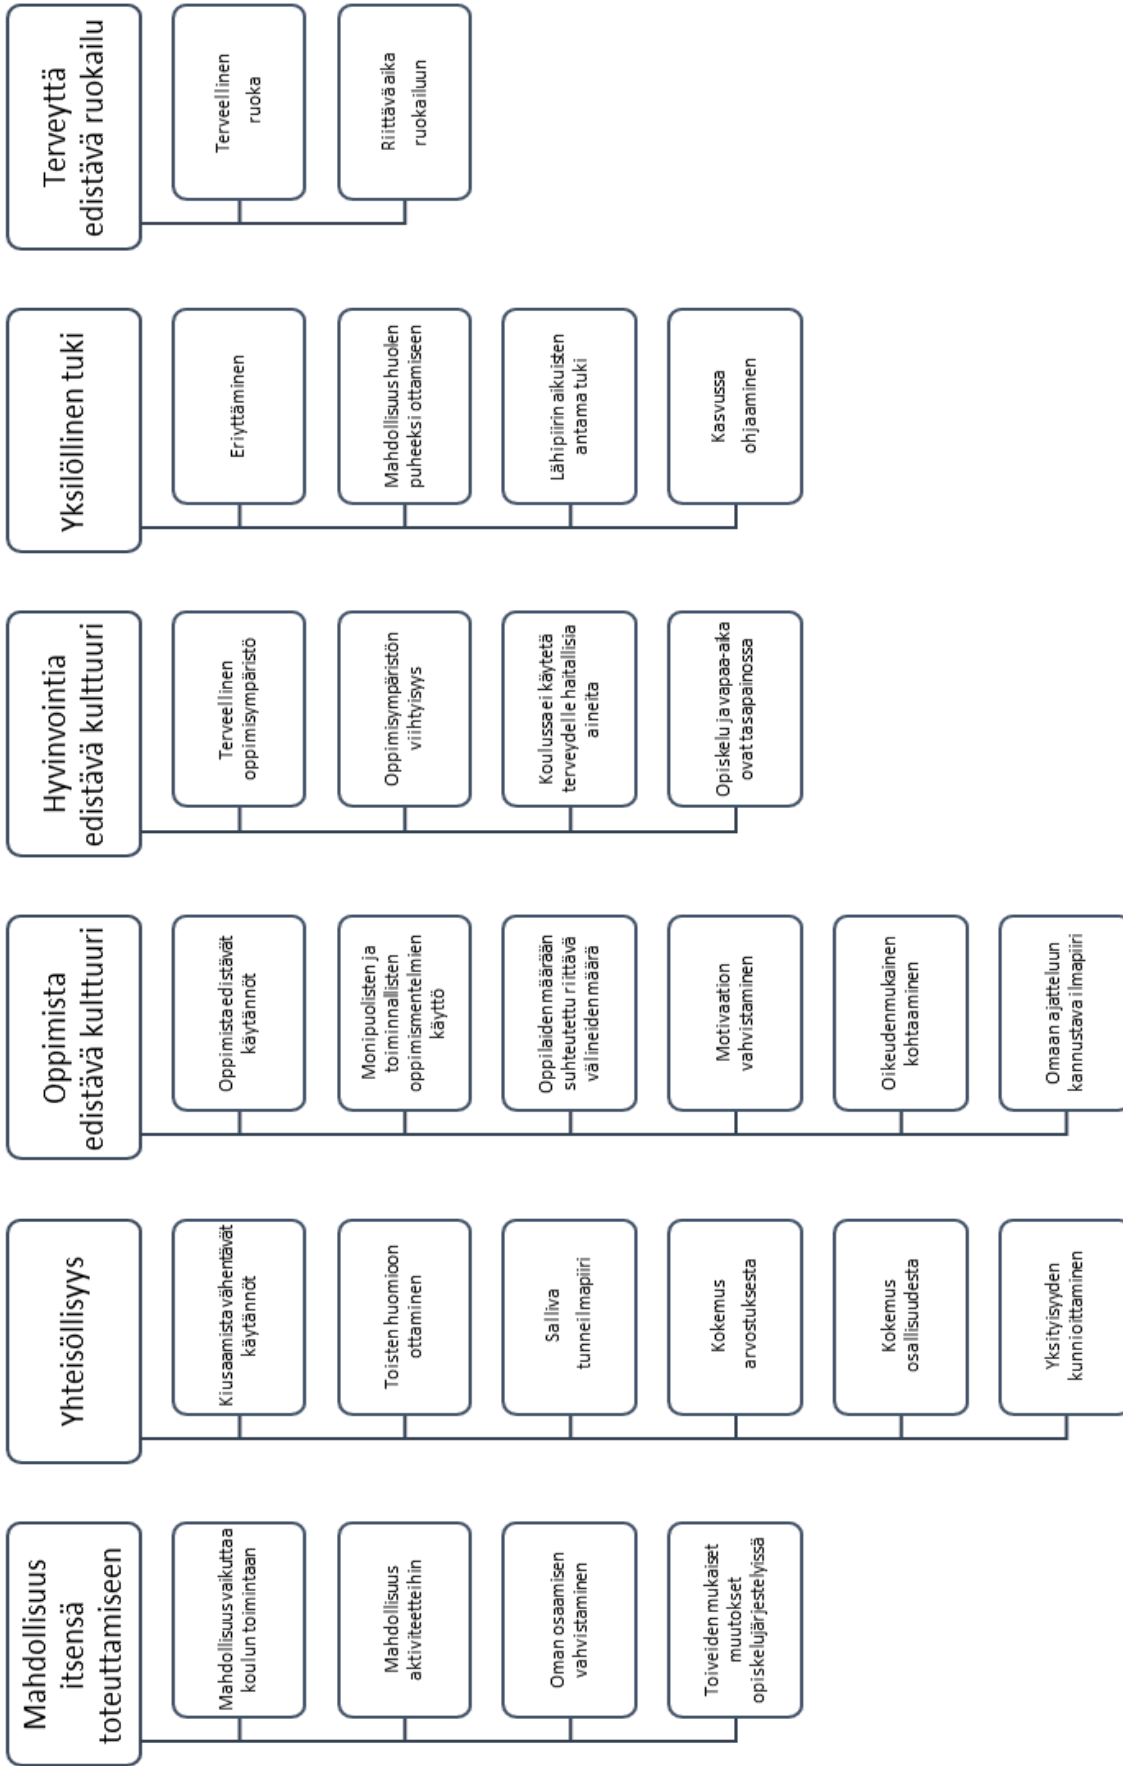 Mahdollisuus
itsensä
toteuttamiseen
Mahdollisuus vaikuttaa
koulun toimintaan
Mahdollisuus
aktiviteetteihin
Oman osaamisen
vahvistaminen
Toiveiden mukaiset
muutokset
opiskelujärjestelyissä
Yhteisöllisyys
Kiusaamista vähentävät
käytännöt
Toisten huomioon
ottaminen
Salliva
tunneilmapiiri
Kokemus
arvostuksesta
Kokemus
osallisuudesta
Yksityisyyden
kunnioittaminen
Oppimista
edistävä kulttuuri
Oppimista edistävät
käytännöt
Monipuolisten ja
toiminnallisten
oppismentelmien
käyttö
Oppilaiden määrään
suhteutettu riittävä
välineiden määrä
Motivaation
vahvistaminen
Oikeudenmukainen
kohtaaminen
Omaan ajatteluun
kannustava ilmapiiri
Hyvinvointia
edistävä kulttuuri
Terveellinen
oppimisympäristö
Oppimisympäristön
viihtyisyys
Koulussa ei käytetä
terveydelle haitallisia
aineita
Opiskelu ja vapaa-aika
ovat tasapainossa
Yksilöllinen tuki
Eriyttäminen
Mahdollisuus huolen
puheeksi ottamiseen
Lähipiirin aikuisten
antama tuki
Kasvussa
ohjaaminen
Terveyttä
edistävä ruokailu
Terveellinen
ruoka
Riittävä aika
ruokailuun